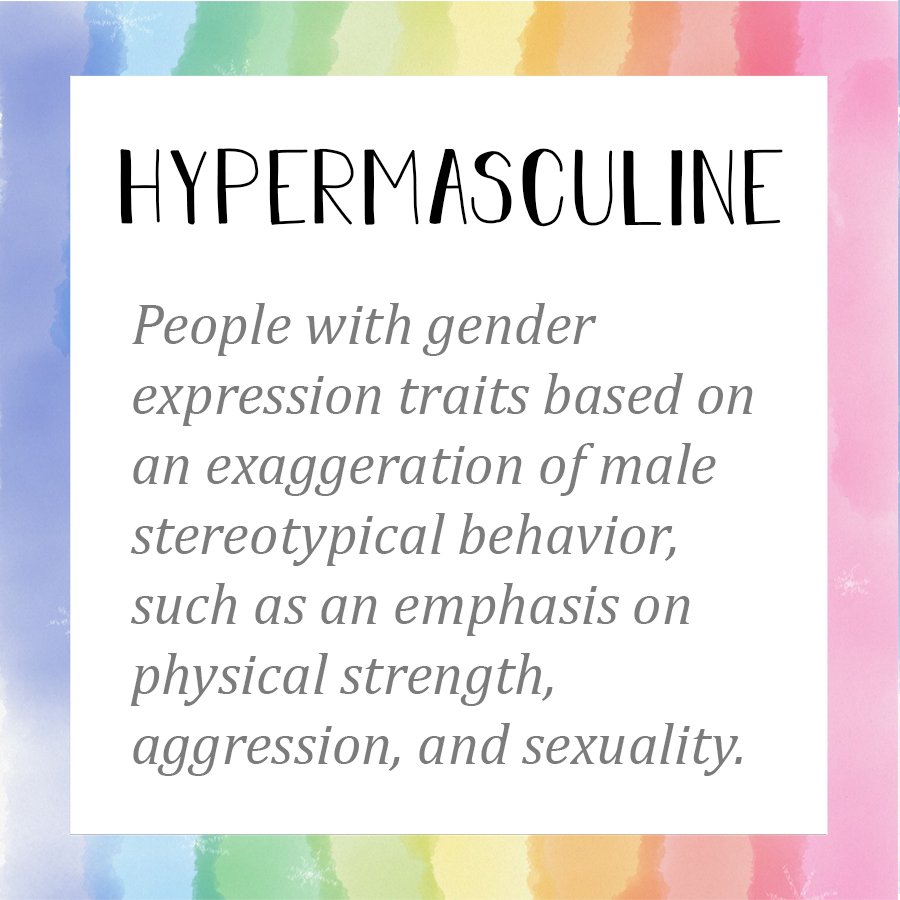 HYPERMASCULINE
People with gender
expression traits based on
an exaggeration of male
stereotypical behavior,
such as an emphasis on
physical strength,
aggression, and sexuality.